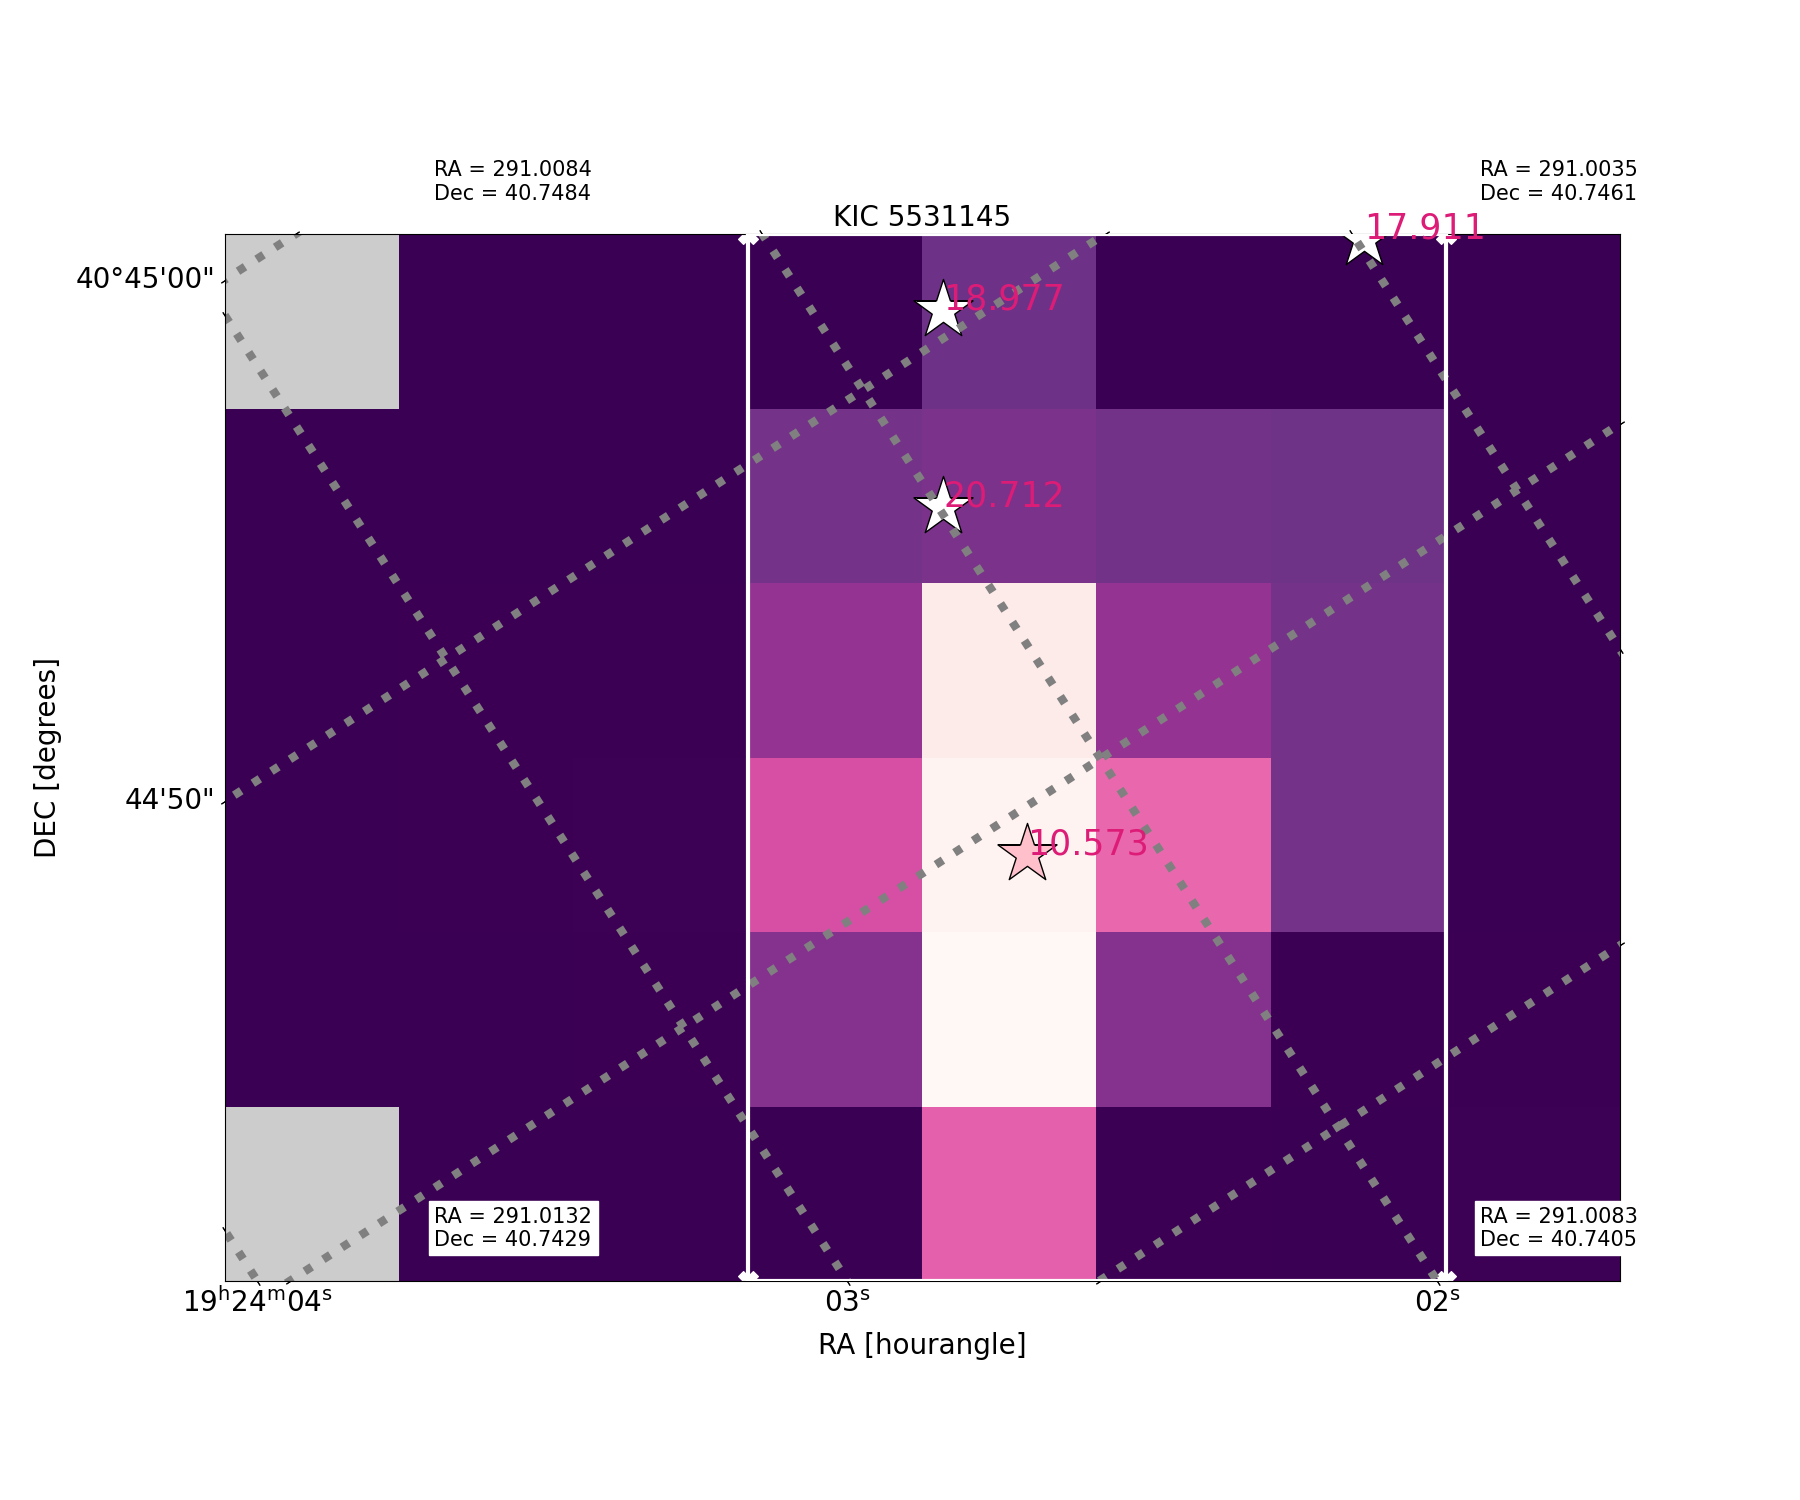 RA = 291.0084
Dec = 40.7484
RA = 291.0035
Dec = 40.7461
KIC 5531145
17.911
40°45'00"
18.977
20.712
DEC [degrees]
44'50"
10.573
RA = 291.0132
Dec = 40.7429
RA = 291.0083
Dec = 40.7405
19ʰ24ᵐ04ˢ
03ˢ
02ˢ
RA [hourangle]